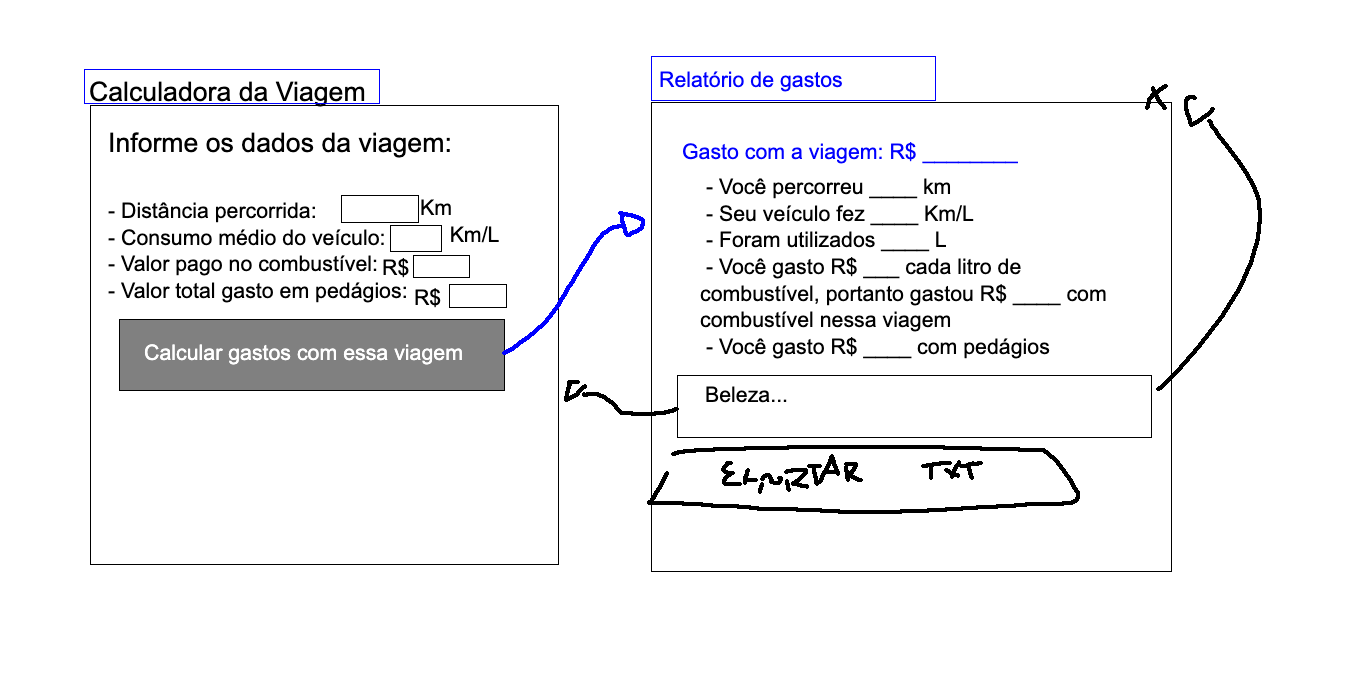 Calculadora da Viagem
Informe os dados da viagem:
- Distância percorrida: Km
- Consumo médio do veículo: Km/L
- Valor pago no combustível: R$
- Valor total gasto em pedágios: R$
Calcular gastos com essa viagem
Relatório de gastos
X
Gasto com a viagem: R$ ________
- Você percorreu ____ km
- Seu veículo fez ____ Km/L
- Foram utilizados ____ L
- Você gasto R$ ___ cada litro de
combustível, portanto gastou R$ ____ com
combustível nessa viagem
- Você gasto R$ ____ com pedágios
Beleza...
TXT